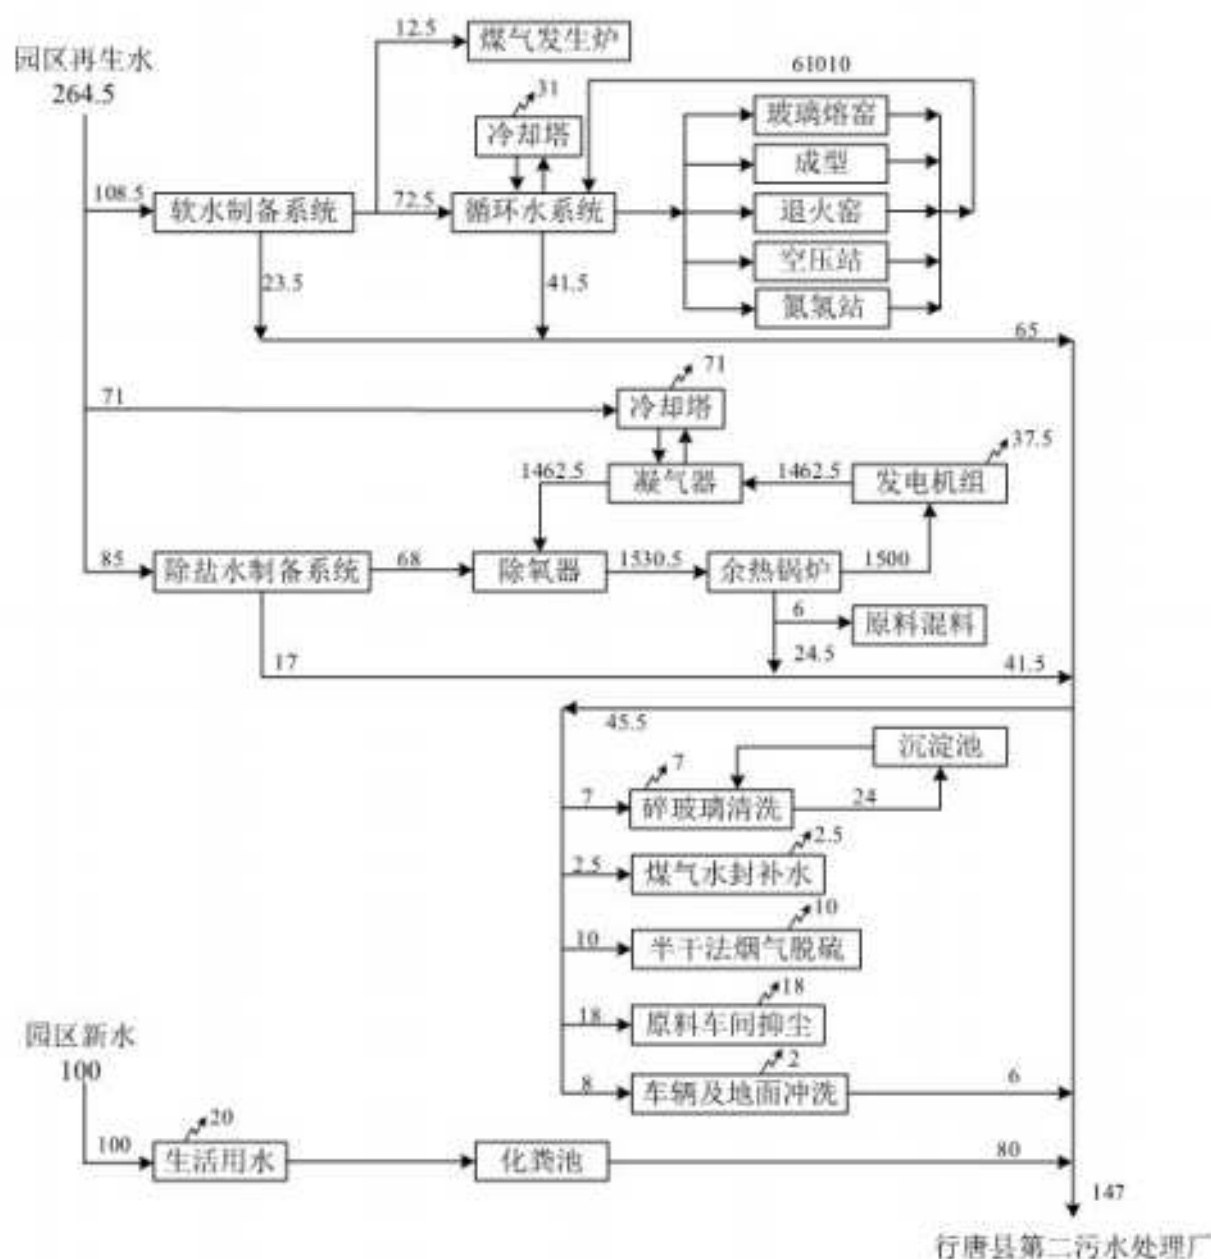 12.5
煤气发生炉
园区再生水
264.5
61010
31
冷却塔
玻璃熔窑
成型
108.5
软水制备系统
72.5
循环水系统
退火窑
空压站
氮氢站
23.5
41.5
65
71
71
冷却塔
37.5
1462.5
凝气器
1462.5
发电机组
85
除盐水制备系统
68
除氧器
1530.5
余热锅炉
1500
6
原料混料
24.5
17
41.5
45.5
沉淀池
7
7
碎玻璃清洗
24
2.5
2.5
煤气水封补水
10
10
半干法烟气脱硫
18
18
原料车间抑尘
园区新水
100
2
8
车辆及地面冲洗
6
20
100
生活用水
化粪池
80
147
行唐县第二污水处理厂